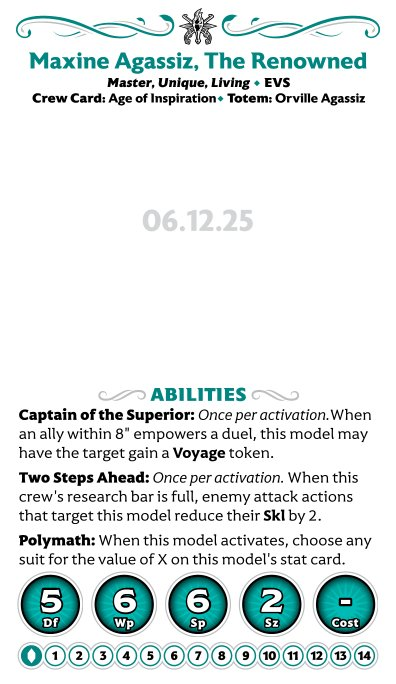 Maxine Agassiz, The Renowned
Master, Unique, Living ◆ EVS
Crew Card: Age of Inspiration◆ Totem: Orville Agassiz
06.12.25
ABILITIES
Captain of the Superior: Once per activation.When
an ally within 8" empowers a duel, this model may
have the target gain a Voyage token.
Two Steps Ahead: Once per activation. When this
crew's research bar is full, enemy attack actions
that target this model reduce their Skl by 2.
Polymath: When this model activates, choose any
suit for the value of X on this model's stat card.
5 6 6 2 -
Df Wp Sp Sz Cost
1 2 3 4 5 6 7 8 9 10 11 12 13 14